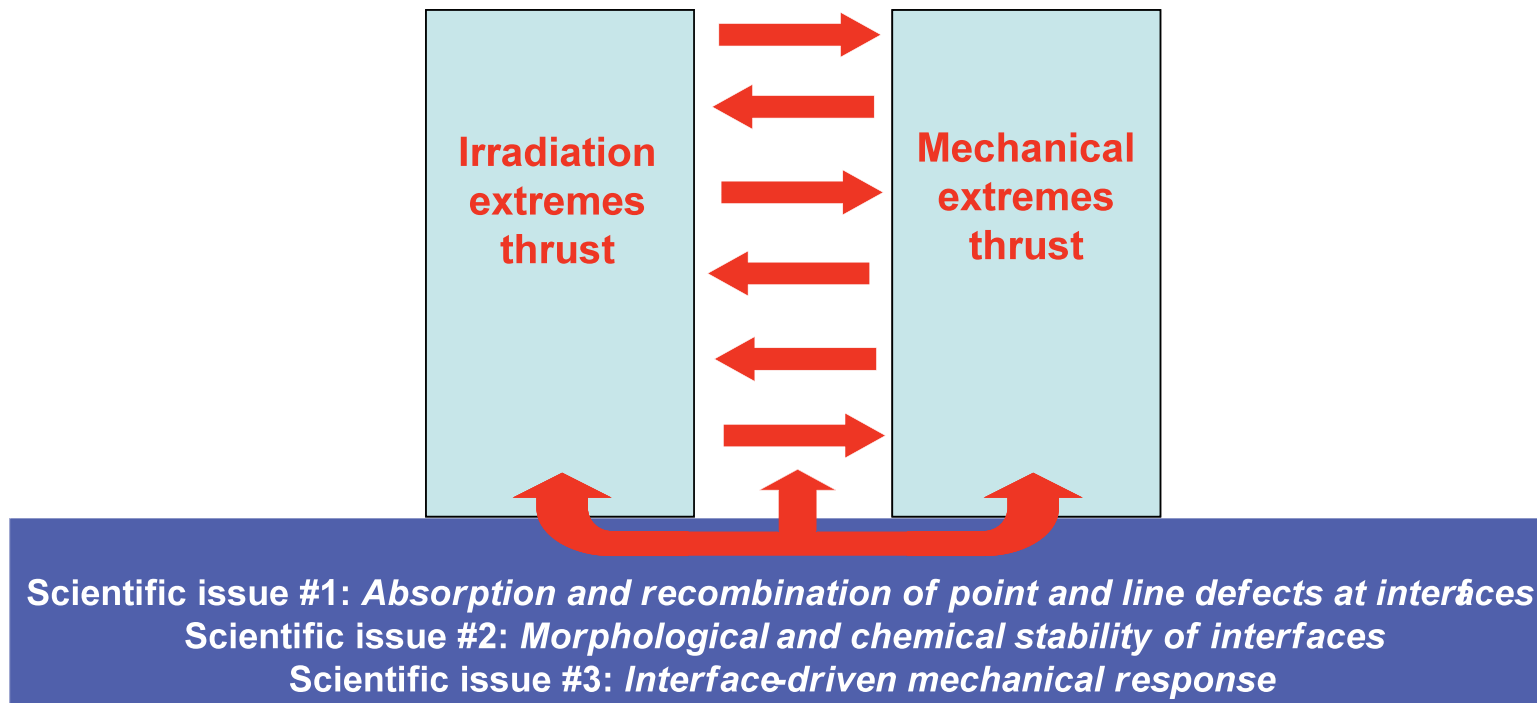 Irradiation
extremes
thrust
Mechanical
extremes
thrust
Scientific issue #1: Absorption and recombination of point and line defects at interfaces
Scientific issue #2: Morphological and chemical stability of interfaces
Scientific issue #3: Interface-driven mechanical response